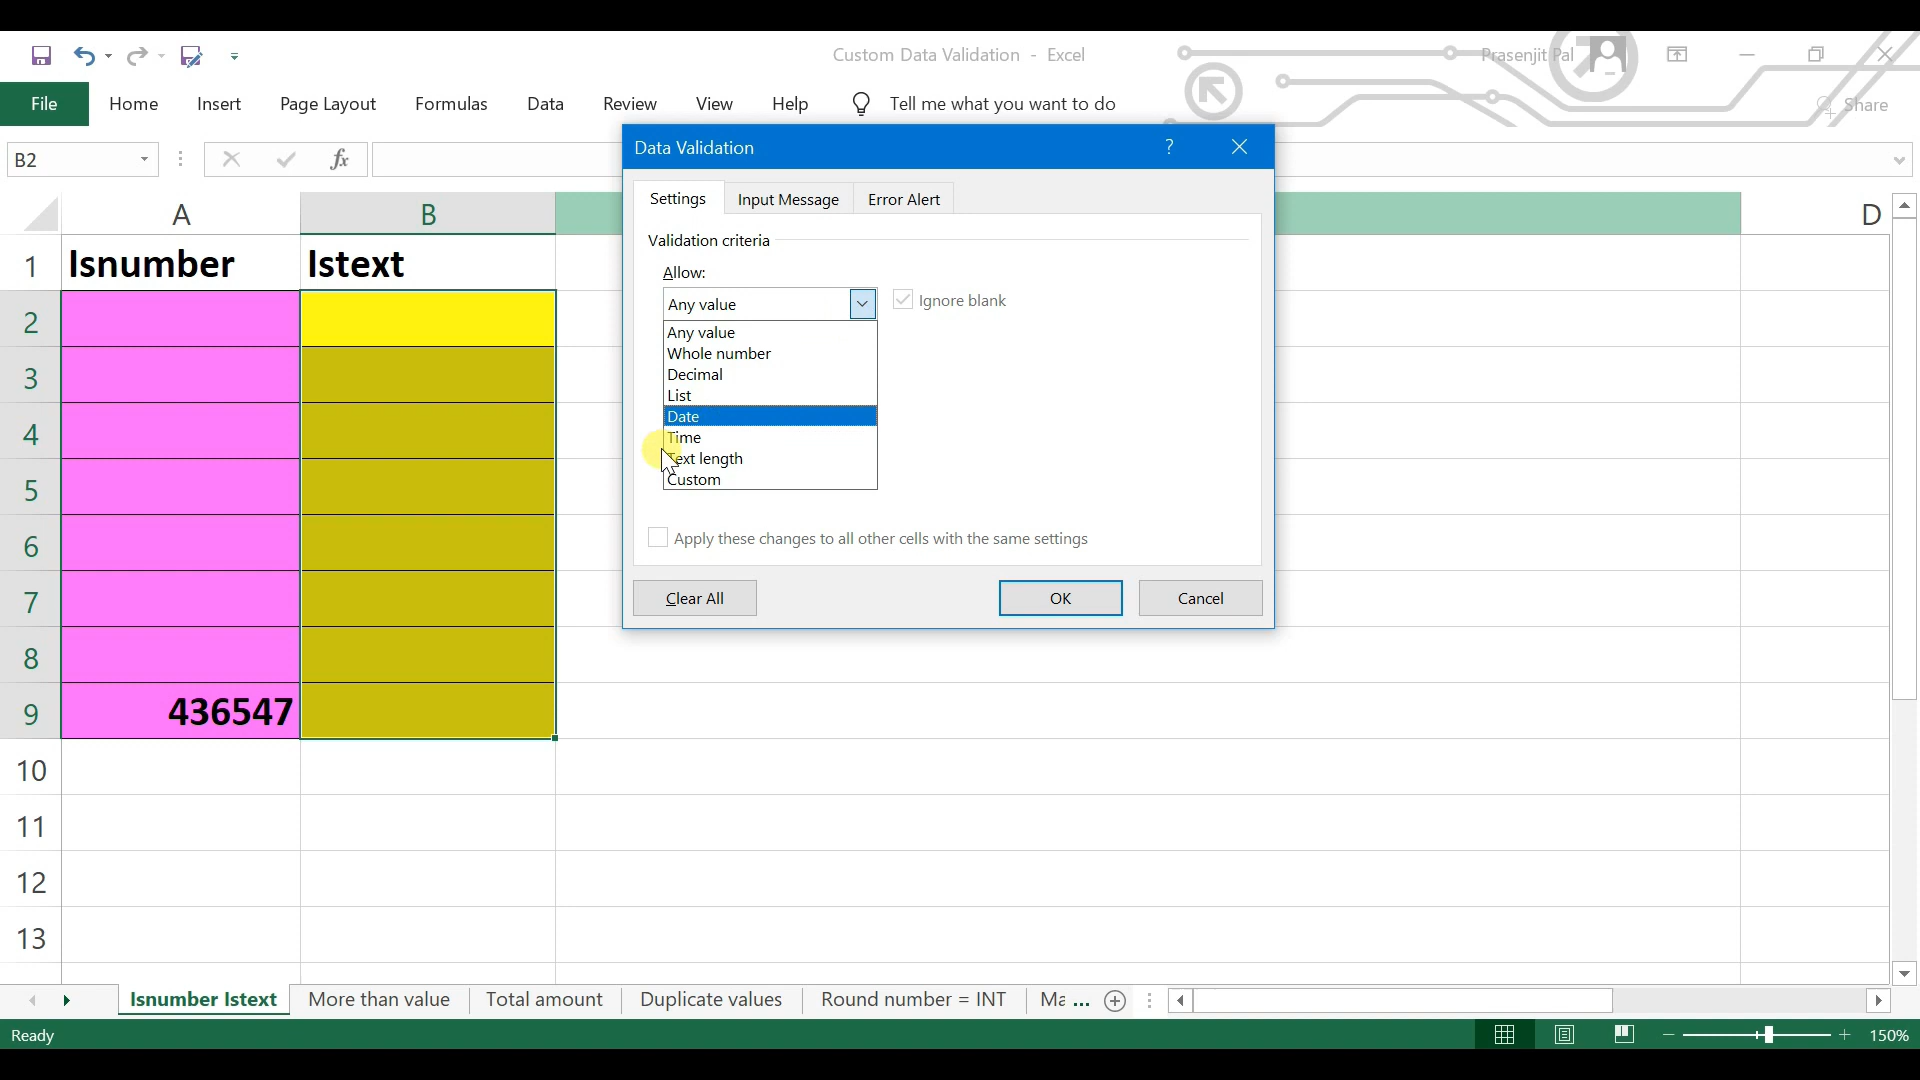 Custom Data Validation - Excel
Prasenjit Pal
File Home Insert Page Layout Formulas Data Review View Help Tell me what you want to do
Share
B2
fx
Data Validation ?
Settings Input Message Error Alert
Validation criteria
Allow:
Any value
Ignore blank
Any value
Whole number
Decimal
List
Date
Time
Text length
Custom
Apply these changes to all other cells with the same settings
Clear All OK Cancel
A B D
1 Isnumber Istext
2
3
4
5
6
7
8
9 436547
10
11
12
13
Isnumber Istext More than value Total amount Duplicate values Round number = INT Ma ...
Ready
150%